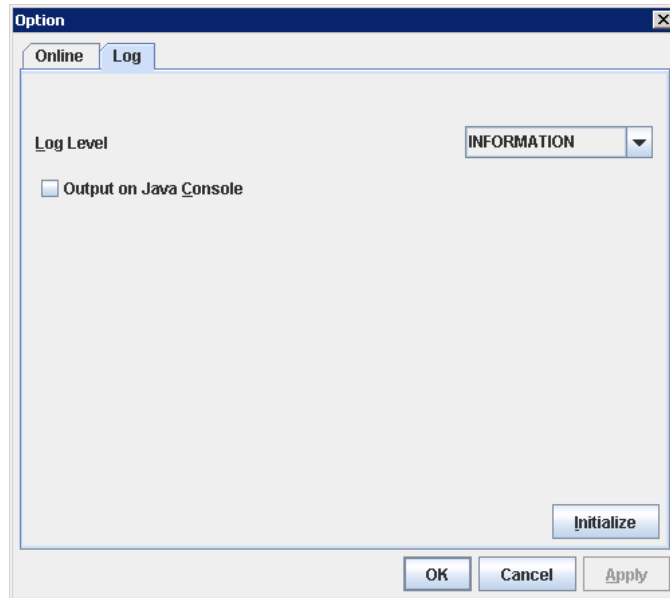 Option
Online
Log
Log Level
INFORMATION
Output on Java Console
Initialize
OK
Cancel
Apply